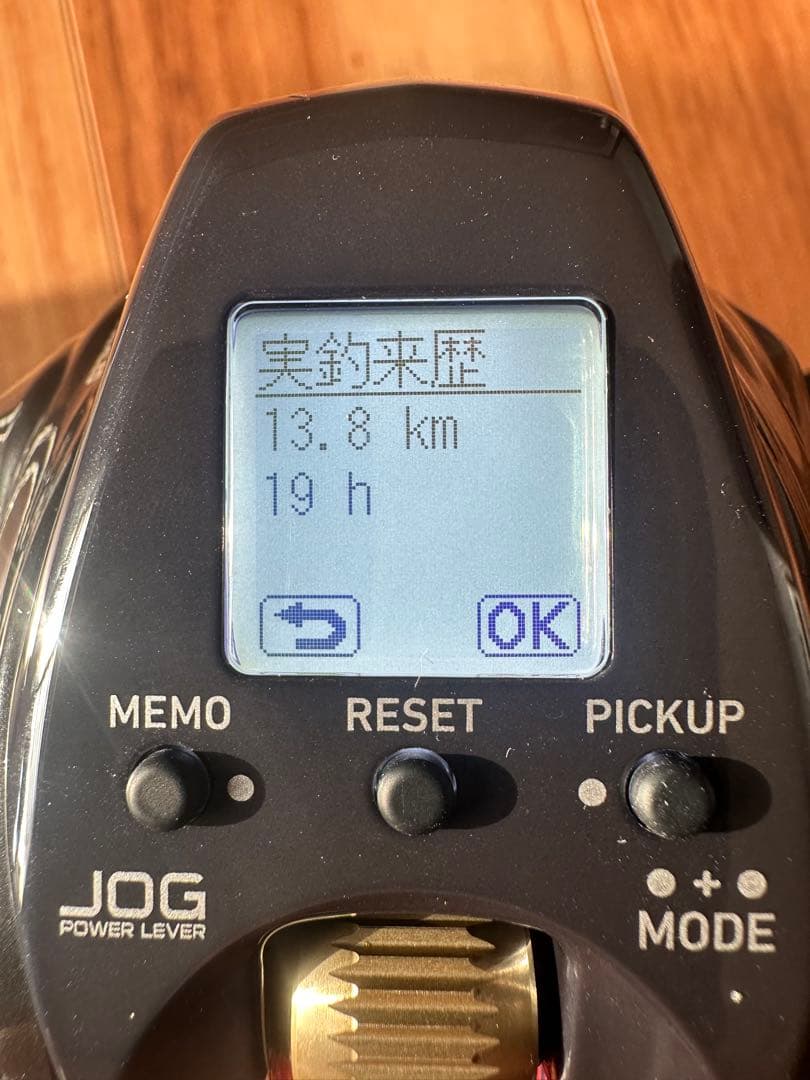 実釣来歴
13.8 km
19 h
OK
MEMO
RESET
PICKUP
JOG
POWER LEVER
MODE